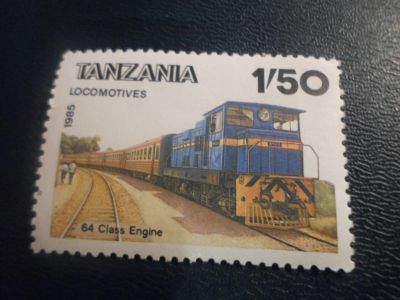 TANZANIA
1/50
LOCOMOTIVES
1985
64 Class Engine